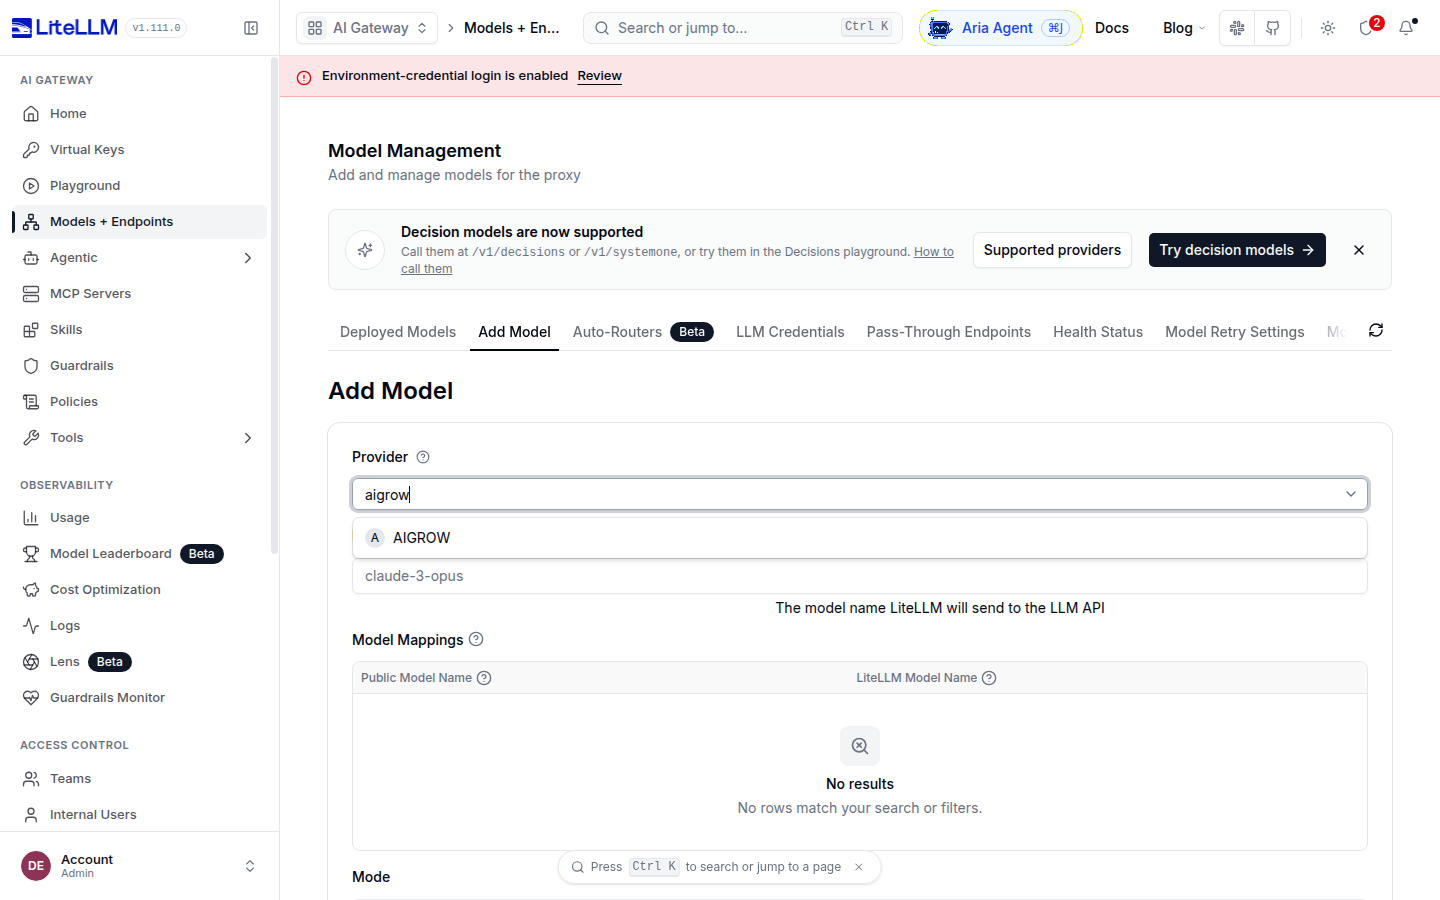 LiteLLM
v1.111.0
AI Gateway
Models + En...
Search or jump to...
Ctrl K
Aria Agent
⌘J
Docs
Blog
2
Environment-credential login is enabled Review
AI GATEWAY
Home
Virtual Keys
Playground
Models + Endpoints
Agentic
MCP Servers
Skills
Guardrails
Policies
Tools
OBSERVABILITY
Usage
Model Leaderboard Beta
Cost Optimization
Logs
Lens Beta
Guardrails Monitor
ACCESS CONTROL
Teams
Internal Users
DE
Account
Admin
Model Management
Add and manage models for the proxy
Decision models are now supported
Call them at /v1/decisions or /v1/systemone, or try them in the Decisions playground. How to
call them
Supported providers
Try decision models
Deployed Models
Add Model
Auto-Routers Beta
LLM Credentials
Pass-Through Endpoints
Health Status
Model Retry Settings
Add Model
Provider
aigrow
A AIGROW
claude-3-opus
The model name LiteLLM will send to the LLM API
Model Mappings
Public Model Name
LiteLLM Model Name
No results
No rows match your search or filters.
Press Ctrl K to search or jump to a page
Mode